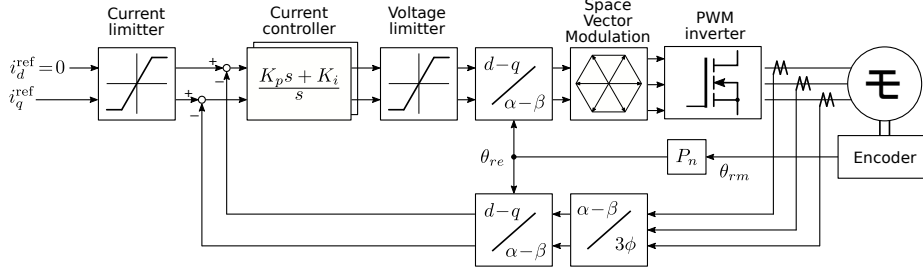 Current
limitter
Current
controller
Voltage
limitter
Space
Vector
Modulation
PWM
inverter
i_d^ref=0
i_q^ref
+
−
+
−
K_p s + K_i
s
d−q
α−β
モ
θ_re
P_n
θ_rm
Encoder
d−q
α−β
α−β
3ϕ